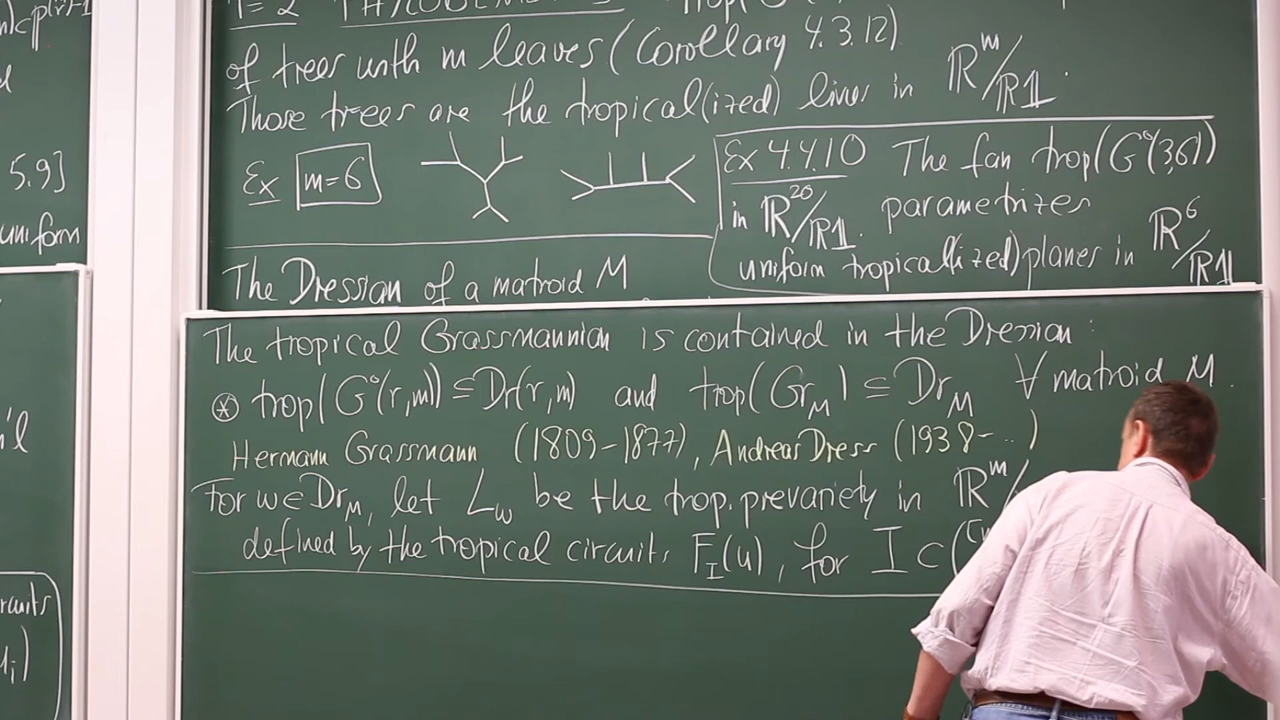 of trees with m leaves (Corollary 4.3.12)
Those trees are the tropical(ized) lines in ℝ^m/ℝ𝟙.
Ex m=6
Ex 4.4.10 The fan trop(G°(3,6))
in ℝ^20/ℝ𝟙. parametrizes
uniform tropical(ized) planes in ℝ^6/ℝ𝟙
The Dressian of a matroid M
The tropical Grassmannian is contained in the Dressian:
⊛ trop(G°(r,m)) ⊆ Dr(r,m) and trop(Gr_M) ⊆ Dr_M ∀ matroid M.
Hermann Grassmann (1809-1877), Andreas Dress (1938-..)
For w∈Dr_M, let L_w be the trop. prevariety in ℝ^m/
defined by the tropical circuits F_I(u), for I ⊂ (
5.9]
uniform